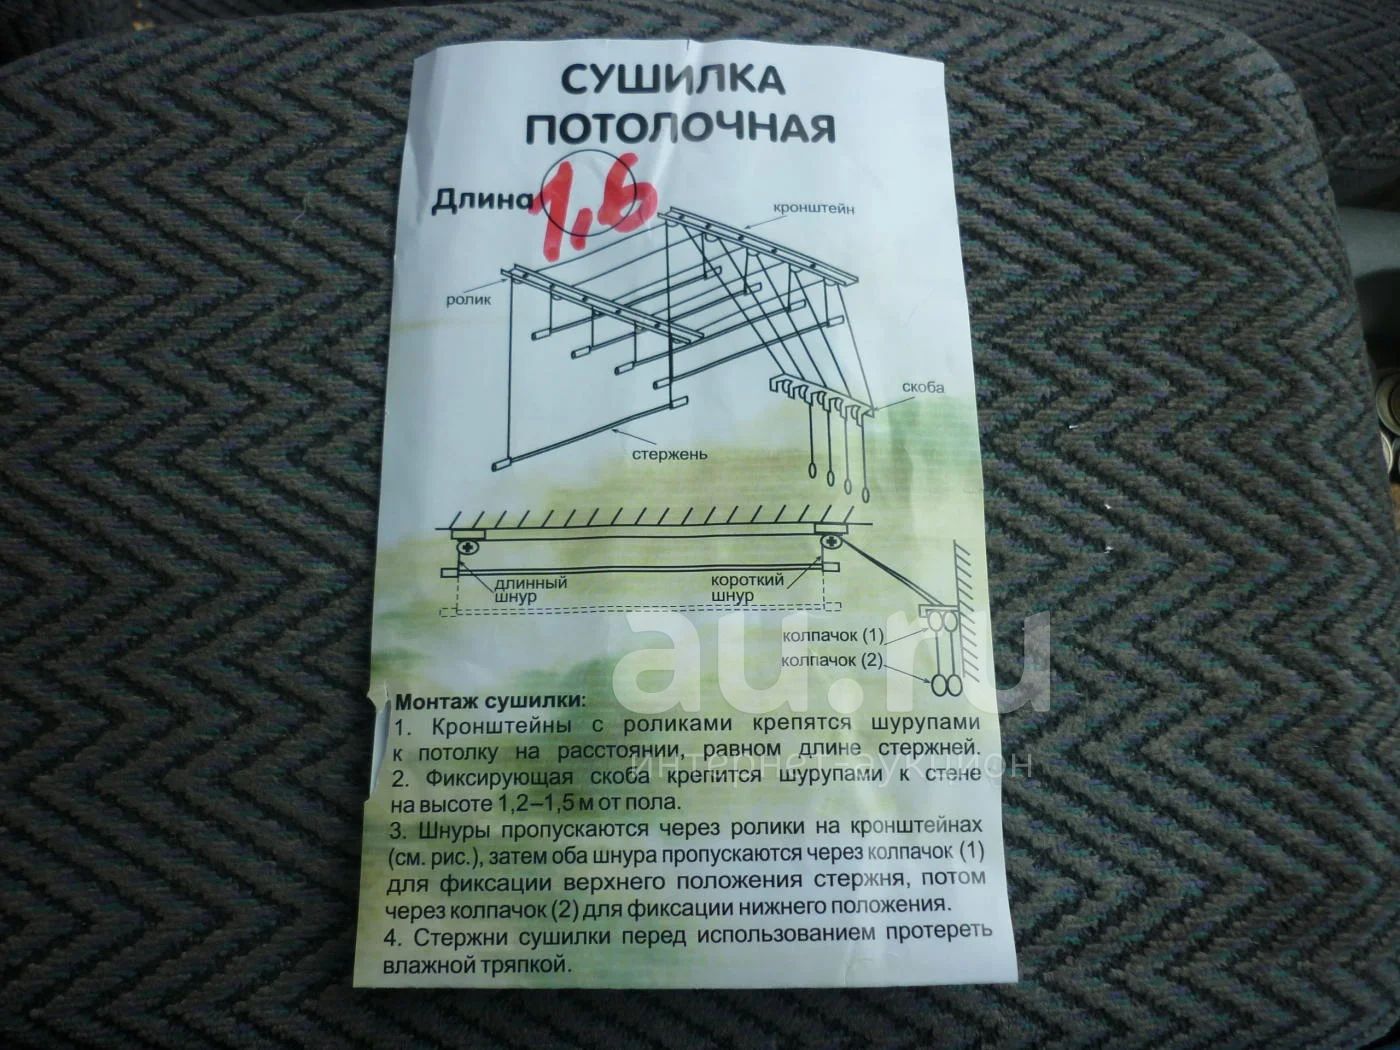 СУШИЛКА
ПОТОЛОЧНАЯ
Длина 1,6
кронштейн
ролик
скоба
стержень
длинный
шнур
короткий
шнур
колпачок (1)
колпачок (2)
au.ru
интернет-аукцион
Монтаж сушилки:
1. Кронштейны с роликами крепятся шурупами
к потолку на расстоянии, равном длине стержней.
2. Фиксирующая скоба крепится шурупами к стене
на высоте 1,2–1,5 м от пола.
3. Шнуры пропускаются через ролики на кронштейнах
(см. рис.), затем оба шнура пропускаются через колпачок (1)
для фиксации верхнего положения стержня, потом
через колпачок (2) для фиксации нижнего положения.
4. Стержни сушилки перед использованием протереть
влажной тряпкой.